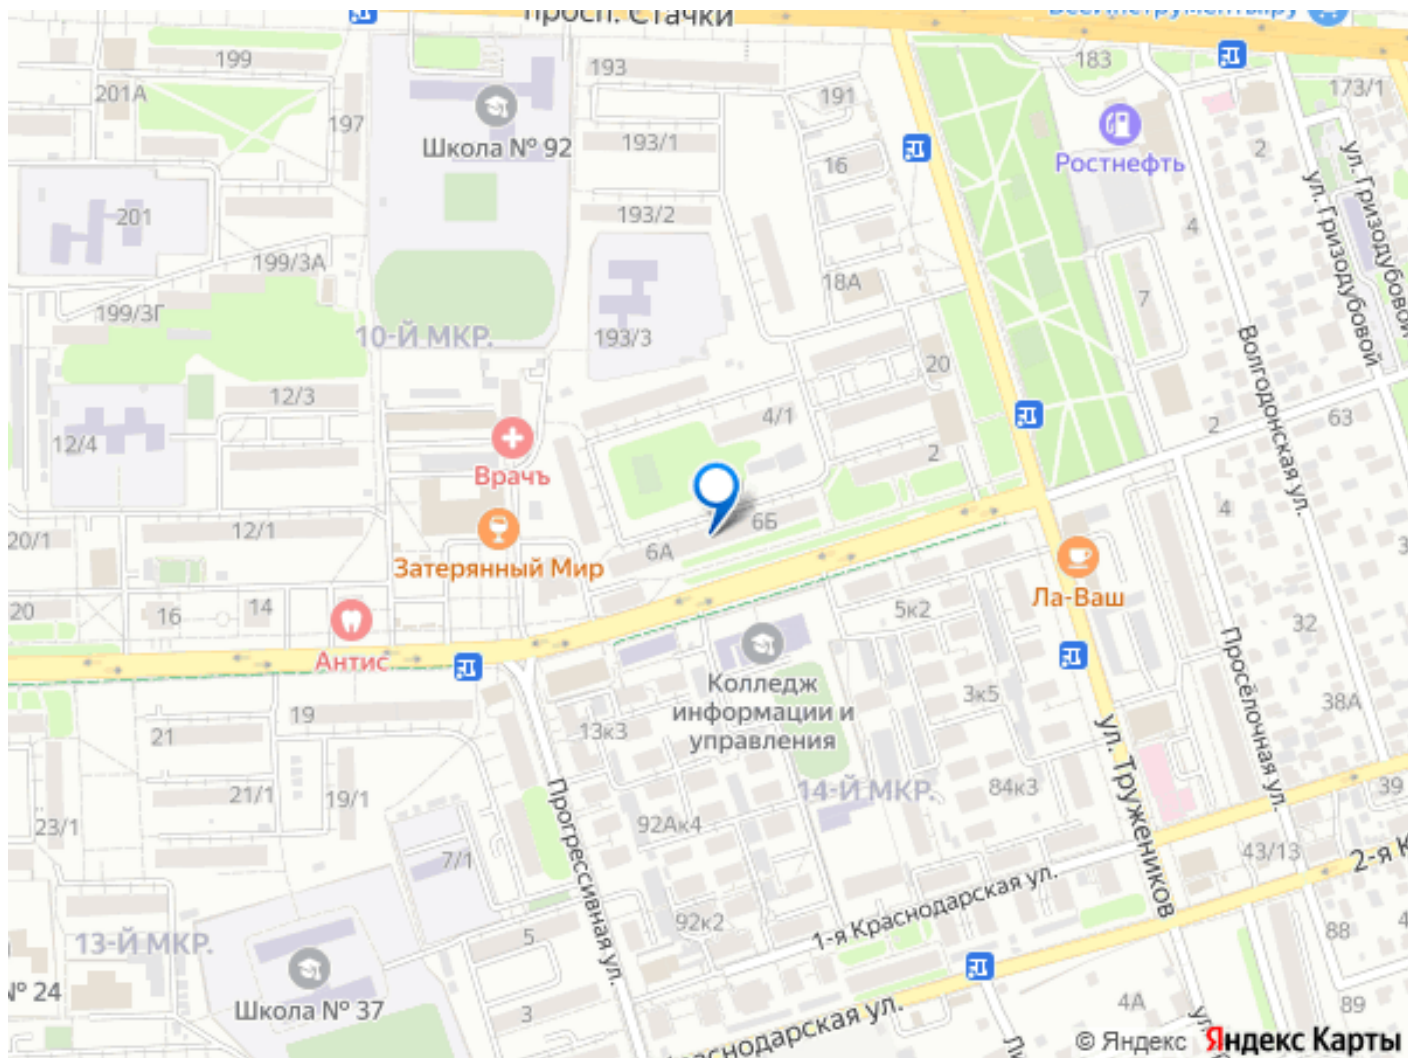 просп. Стачки
ВсеИнструменты.ру
199
193
183
201А
197
191
173/1
Школа № 92
193/1
16
Ростнефть
2
ул. Гризодубовой
ул. Гризодубовой
201
193/2
4
199/3А
18А
7
199/3Г
10-Й МКР.
193/3
Волгодонская ул.
20
12/3
4/1
2
63
12/4
Врачъ
2
4
6Б
20/1
12/1
6А
Затерянный Мир
Ла-Ваш
20
16
14
5к2
32
Антис
Колледж
информации и
управления
3к5
Просёлочная ул.
38А
19
13к3
21
ул. Тружеников
21/1
19/1
Прогрессивная ул.
14-Й МКР.
84к3
39
23/1
92Ак4
7/1
43/13
2-я К
1-я Краснодарская ул.
92к2
88
13-Й МКР.
5
№ 24
Школа № 37
3
4А
89
раснодарская ул.
© Яндекс Яндекс Карты